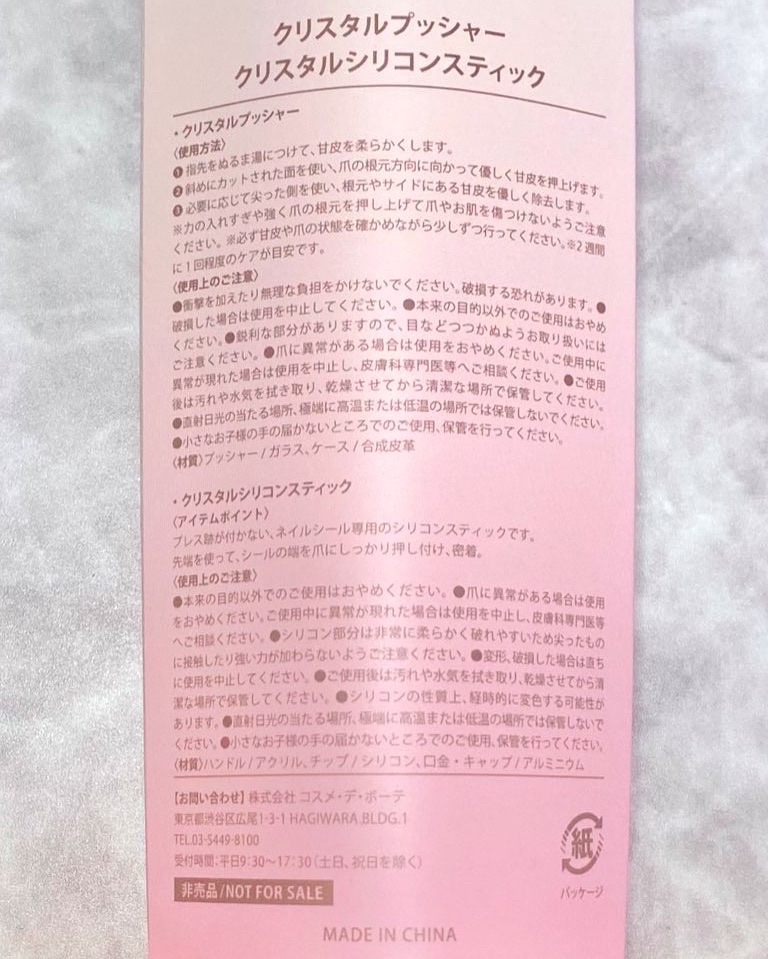 クリスタルプッシャー
クリスタルシリコンスティック
・クリスタルプッシャー
〈使用方法〉
❶指先をぬるま湯につけて、甘皮を柔らかくします。
❷斜めにカットされた面を使い、爪の根元方向に向かって優しく甘皮を押上げます。
❸必要に応じて尖った側を使い、根元やサイドにある甘皮を優しく除去します。
※力の入れすぎや強く爪の根元を押し上げて爪やお肌を傷つけないようご注意
ください。※必ず甘皮や爪の状態を確かめながら少しずつ行ってください。※2週間
に1回程度のケアが目安です。
〈使用上のご注意〉
●衝撃を加えたり無理な負担をかけないでください。破損する恐れがあります。●
破損した場合は使用を中止してください。●本来の目的以外でのご使用はおやめ
ください。●鋭利な部分がありますので、目などつつかぬようお取り扱いには
ご注意ください。●爪に異常がある場合は使用をおやめください。ご使用中に
異常が現れた場合は使用を中止し、皮膚科専門医等へご相談ください。●ご使用
後は汚れや水気を拭き取り、乾燥させてから清潔な場所で保管してください。
●直射日光の当たる場所、極端に高温または低温の場所では保管しないでください。
●小さなお子様の手の届かないところでのご使用、保管を行ってください。
〈材質〉プッシャー/ガラス、ケース/合成皮革
・クリスタルシリコンスティック
〈アイテムポイント〉
プレス跡が付かない、ネイルシール専用のシリコンスティックです。
先端を使って、シールの端を爪にしっかり押し付け、密着。
〈使用上のご注意〉
●本来の目的以外でのご使用はおやめください。●爪に異常がある場合は使用
をおやめください。ご使用中に異常が現れた場合は使用を中止し、皮膚科専門医等
へご相談ください。●シリコン部分は非常に柔らかく破れやすいため尖ったもの
に接触したり強い力が加わらないようご注意ください。●変形、破損した場合は直ち
に使用を中止してください。●ご使用後は汚れや水気を拭き取り、乾燥させてから清
潔な場所で保管してください。●シリコンの性質上、経時的に変色する可能性が
あります。●直射日光の当たる場所、極端に高温または低温の場所では保管しないで
ください。●小さなお子様の手の届かないところでのご使用、保管を行ってください。
〈材質〉ハンドル/アクリル、チップ/シリコン、口金・キャップ/アルミニウム
【お問い合わせ】株式会社 コスメ・デ・ボーテ
東京都渋谷区広尾1-3-1 HAGIWARA.BLDG.1
TEL.03-5449-8100
受付時間:平日9:30〜17:30(土日、祝日を除く)
非売品/NOT FOR SALE
紙
パッケージ
MADE IN CHINA